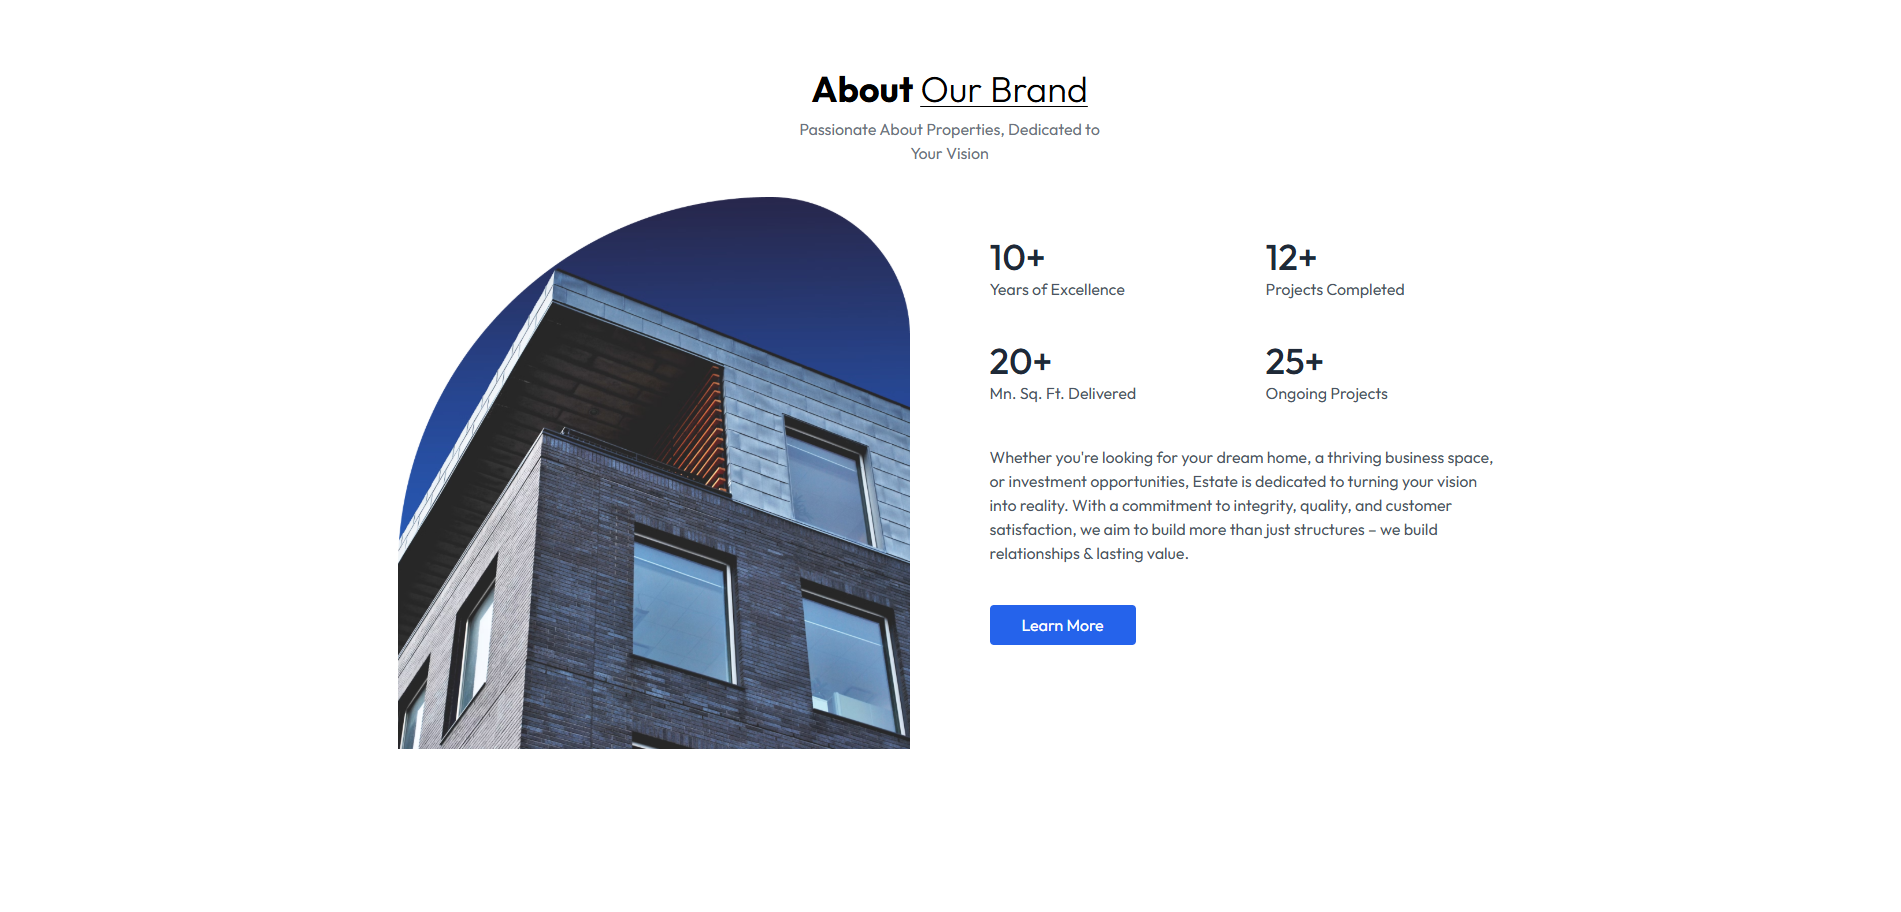 About Our Brand
Passionate About Properties, Dedicated to
Your Vision
10+
Years of Excellence
12+
Projects Completed
20+
Mn. Sq. Ft. Delivered
25+
Ongoing Projects
Whether you're looking for your dream home, a thriving business space,
or investment opportunities, Estate is dedicated to turning your vision
into reality. With a commitment to integrity, quality, and customer
satisfaction, we aim to build more than just structures – we build
relationships & lasting value.
Learn More